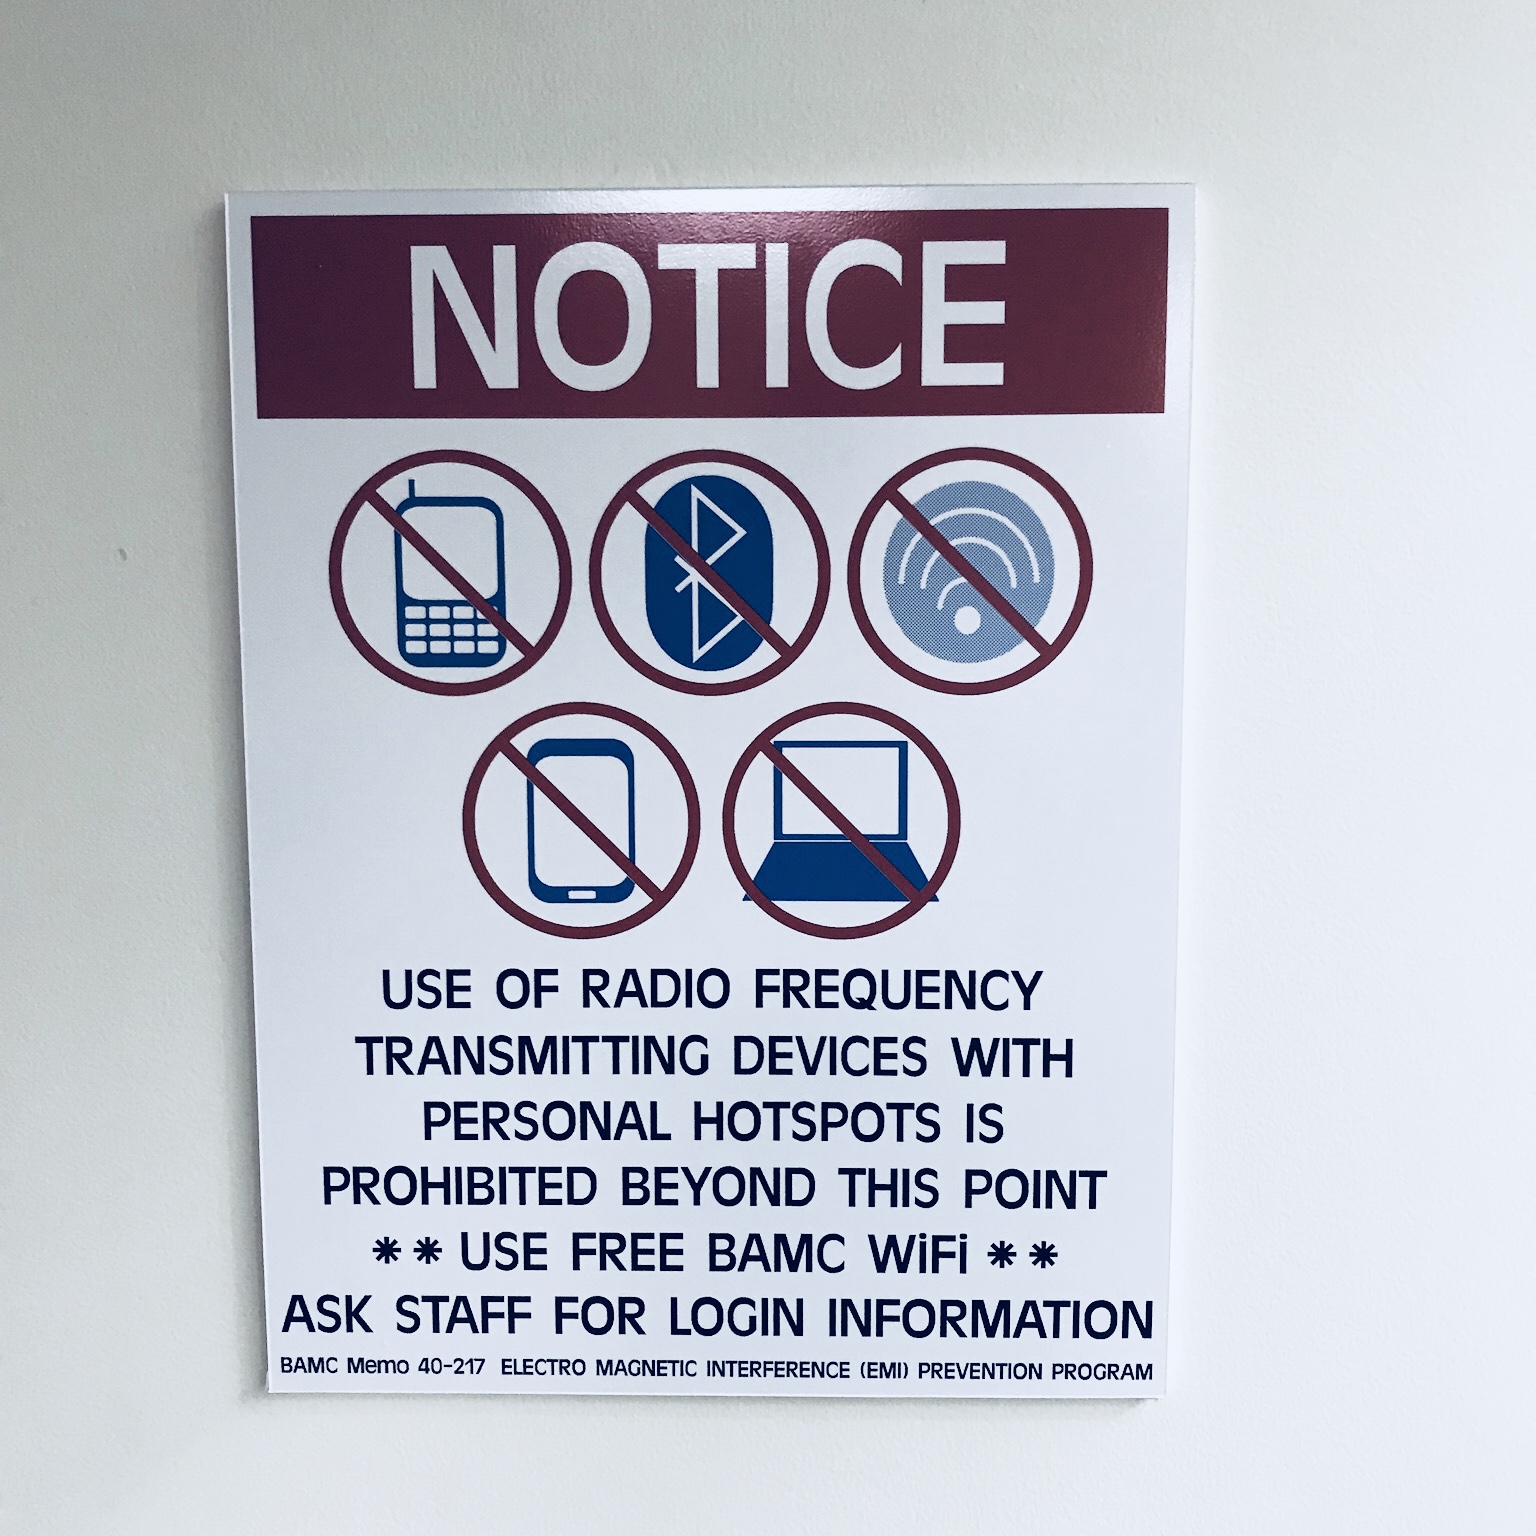 NOTICE
USE OF RADIO FREQUENCY
TRANSMITTING DEVICES WITH
PERSONAL HOTSPOTS IS
PROHIBITED BEYOND THIS POINT
** USE FREE BAMC WiFi **
ASK STAFF FOR LOGIN INFORMATION
BAMC Memo 40-217 ELECTRO MAGNETIC INTERFERENCE (EMI) PREVENTION PROGRAM